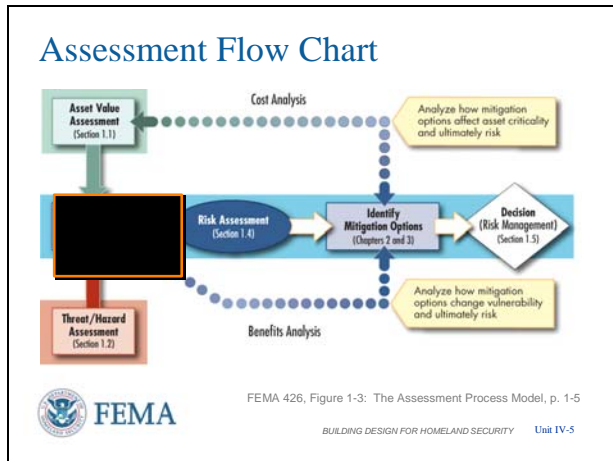 Assessment Flow Chart
Cost Analysis
Asset Value
Assessment
(Section 1.1)
Analyze how mitigation
options affect asset criticality
and ultimately risk
Risk Assessment
(Section 1.4)
Identify
Mitigation Options
(Chapters 2 and 3)
Decision
(Risk Management)
(Section 1.5)
Threat/Hazard
Assessment
(Section 1.2)
Benefits Analysis
Analyze how mitigation
options change vulnerability
and ultimately risk
FEMA
FEMA 426, Figure 1-3: The Assessment Process Model, p. 1-5
BUILDING DESIGN FOR HOMELAND SECURITY Unit IV-5